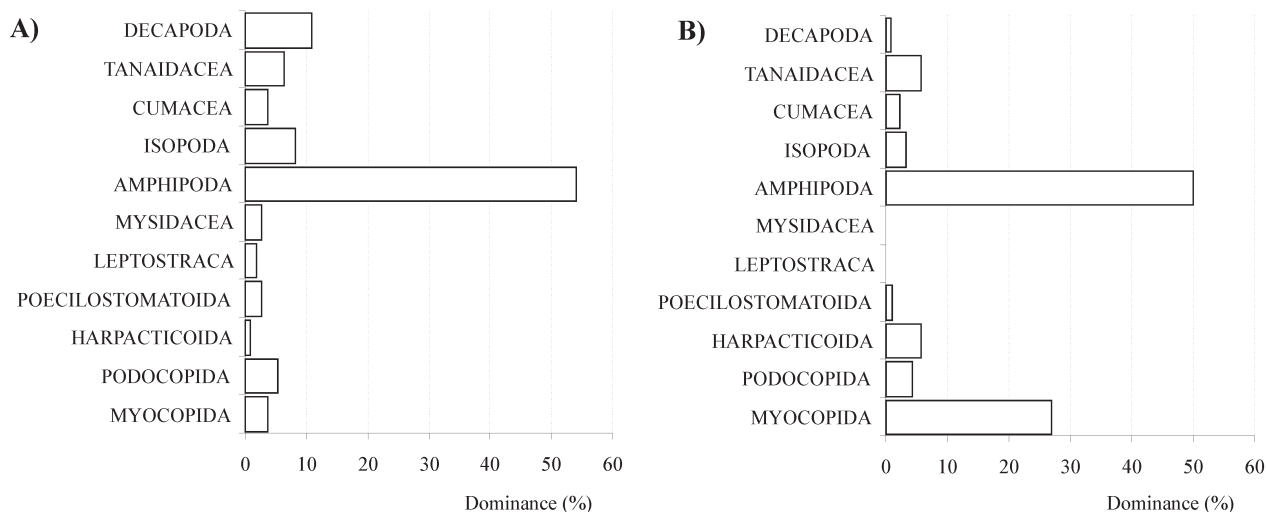 A)
DECAPODA
TANAIDACEA
CUMACEA
ISOPODA
AMPHIPODA
MYSIDACEA
LEPTOSTRACA
POECILOSTOMATOIDA
HARPACTICOIDA
PODOCOPIDA
MYOCOPIDA
0 10 20 30 40 50 60
Dominance (%)
B)
DECAPODA
TANAIDACEA
CUMACEA
ISOPODA
AMPHIPODA
MYSIDACEA
LEPTOSTRACA
POECILOSTOMATOIDA
HARPACTICOIDA
PODOCOPIDA
MYOCOPIDA
0 10 20 30 40 50 60
Dominance (%)